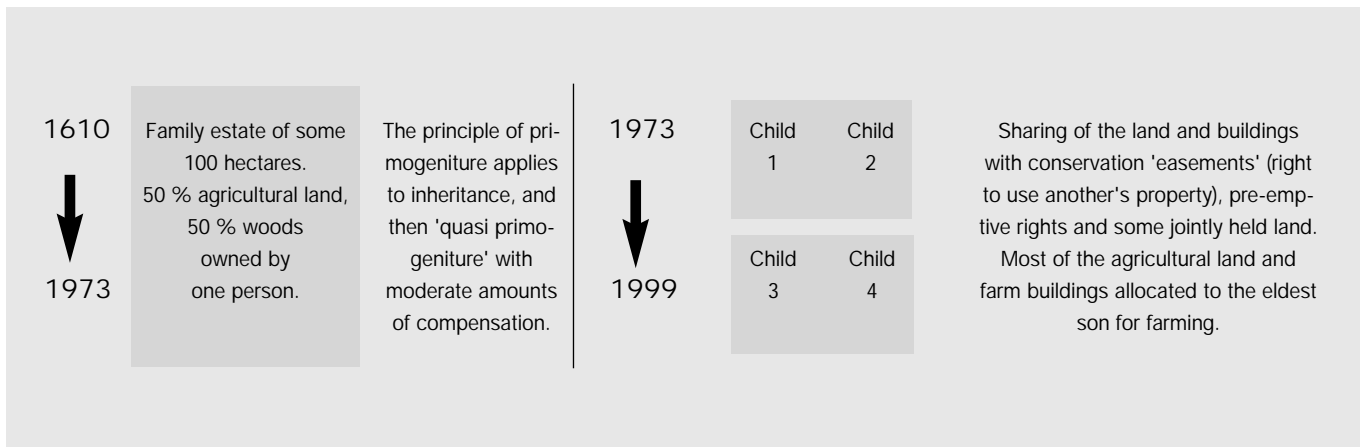 1610
1973
Family estate of some
100 hectares.
50 % agricultural land,
50 % woods
owned by
one person.
The principle of pri-
mogeniture applies
to inheritance, and
then 'quasi primo-
geniture' with
moderate amounts
of compensation.
1973
1999
Child Child
1 2
Child Child
3 4
Sharing of the land and buildings
with conservation 'easements' (right
to use another's property), pre-emp-
tive rights and some jointly held land.
Most of the agricultural land and
farm buildings allocated to the eldest
son for farming.